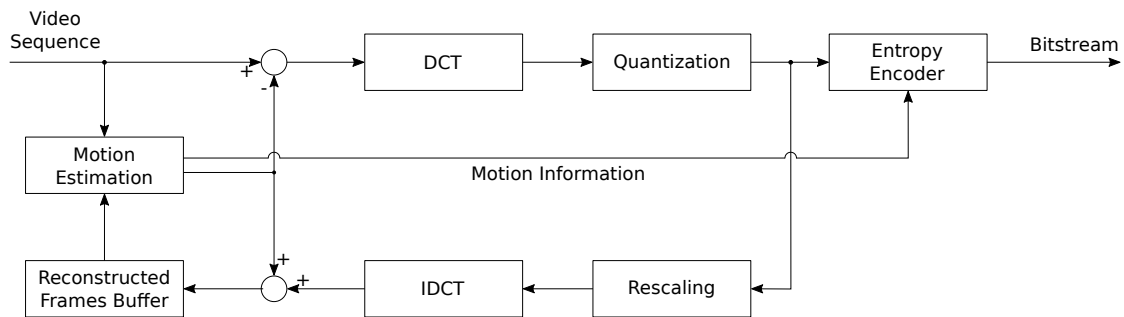 Video
Sequence
+
-
DCT
Quantization
Entropy
Encoder
Bitstream
Motion
Estimation
Motion Information
Reconstructed
Frames Buffer
+
+
IDCT
Rescaling